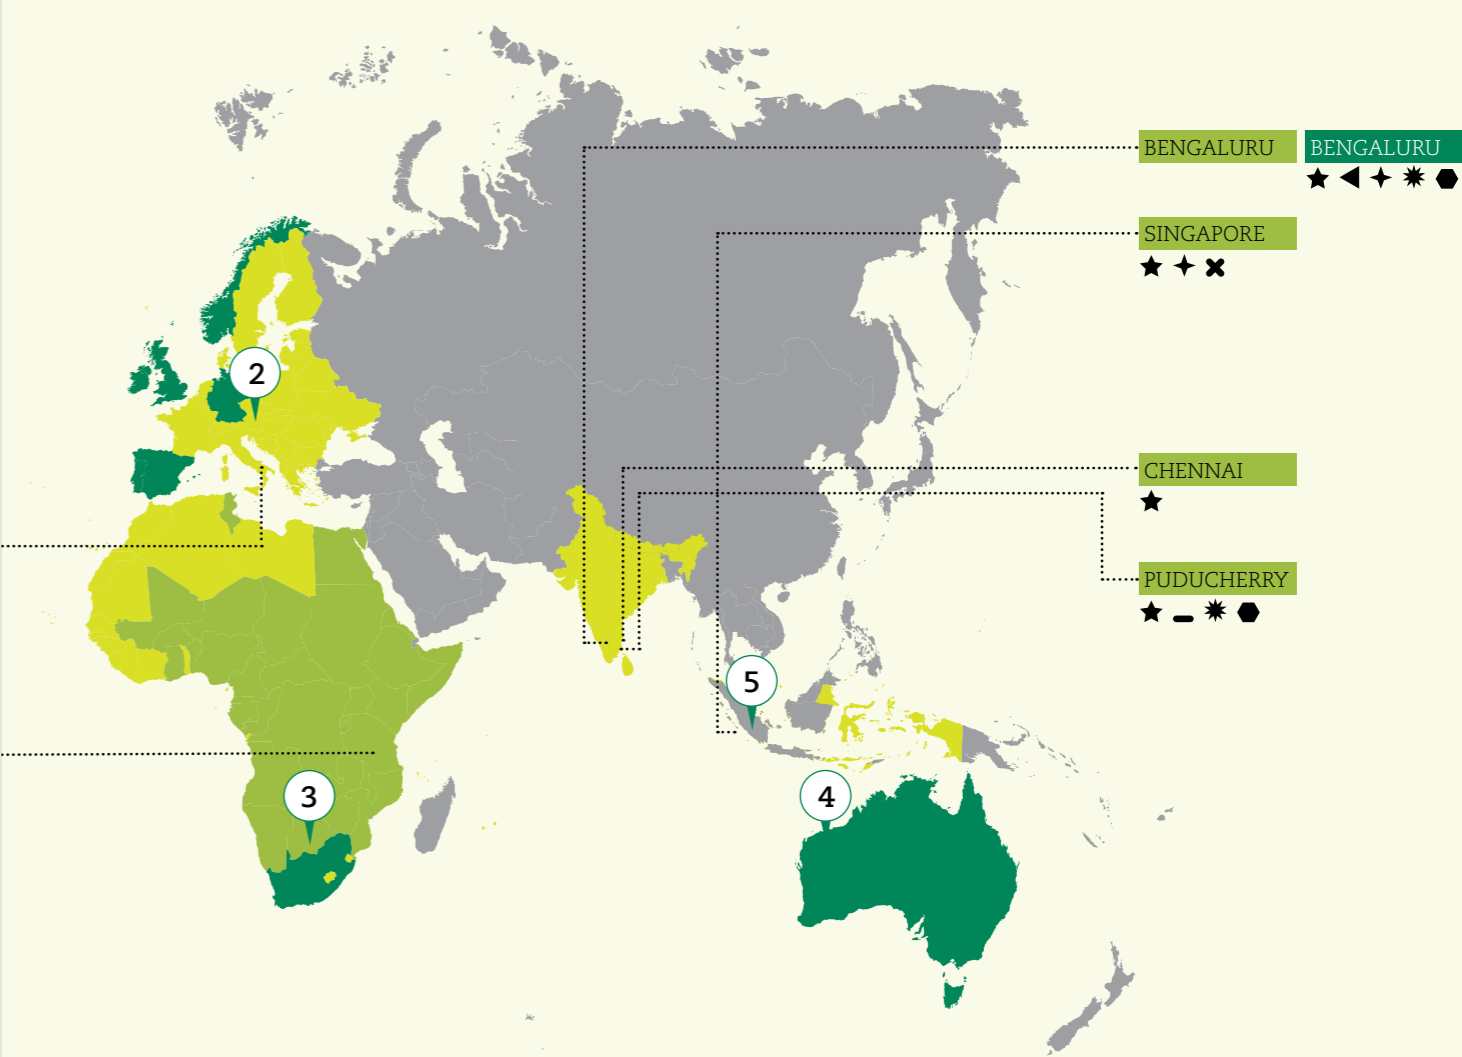 BENGALURU BENGALURU
SINGAPORE
2
CHENNAI
PUDUCHERRY
5
3
4